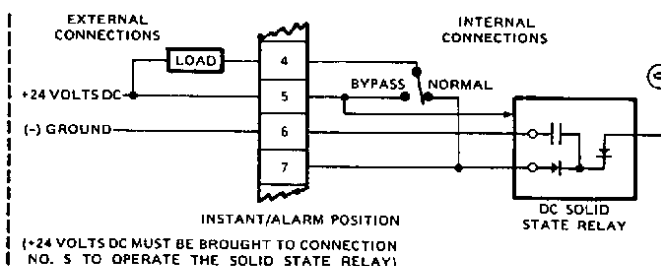 EXTERNAL
CONNECTIONS
INTERNAL
CONNECTIONS
LOAD
4
BYPASS
NORMAL
+24 VOLTS DC
5
(-) GROUND
6
7
INSTANT/ALARM POSITION
DC SOLID
STATE RELAY
(+24 VOLTS DC MUST BE BROUGHT TO CONNECTION
NO. 5 TO OPERATE THE SOLID STATE RELAY)